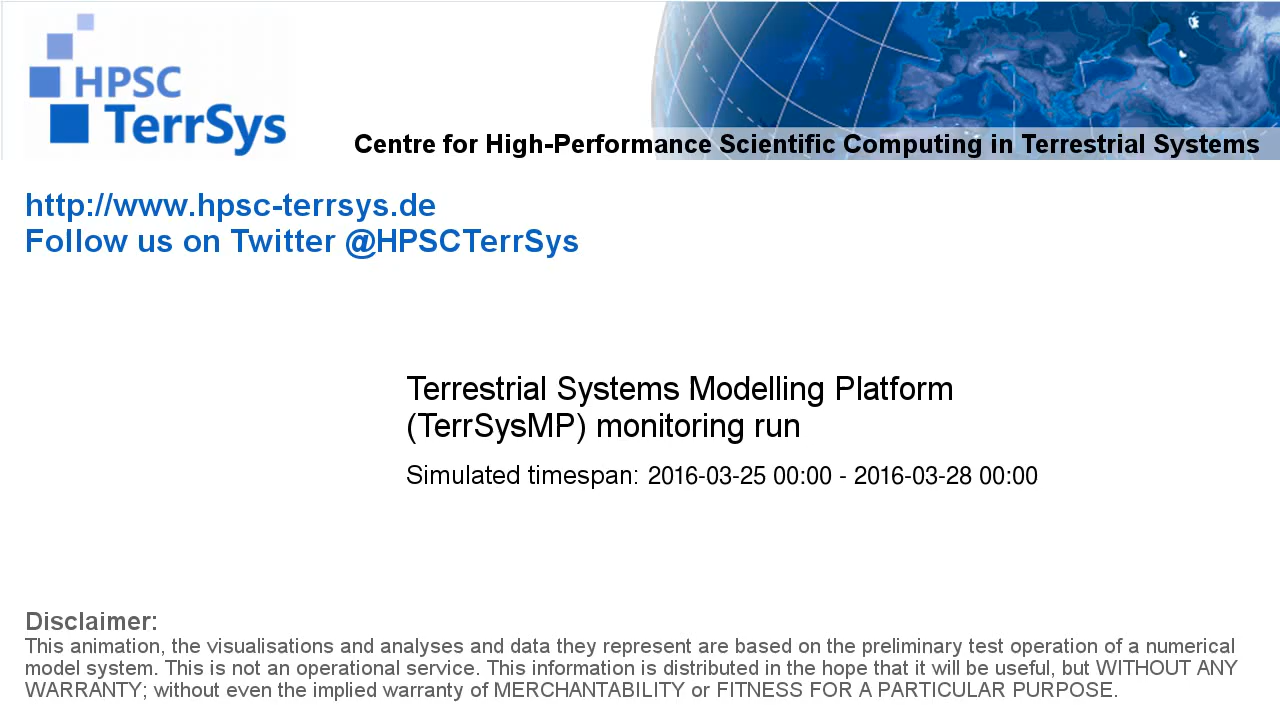 HPSC
TerrSys
Centre for High-Performance Scientific Computing in Terrestrial Systems
http://www.hpsc-terrsys.de
Follow us on Twitter @HPSCTerrSys
Terrestrial Systems Modelling Platform
(TerrSysMP) monitoring run
Simulated timespan: 2016-03-25 00:00 - 2016-03-28 00:00
Disclaimer:
This animation, the visualisations and analyses and data they represent are based on the preliminary test operation of a numerical
model system. This is not an operational service. This information is distributed in the hope that it will be useful, but WITHOUT ANY
WARRANTY; without even the implied warranty of MERCHANTABILITY or FITNESS FOR A PARTICULAR PURPOSE.